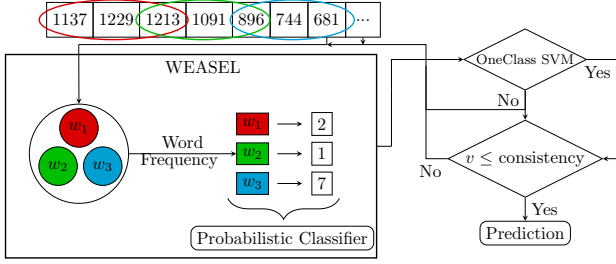 1137 1229 1213 1091 896 744 681 ...
WEASEL
OneClass SVM
Yes
No
w₁
w₂ w₃
Word
Frequency
w₁ 2
w₂ 1
w₃ 7
Probabilistic Classifier
v ≤ consistency
No
Yes
Prediction